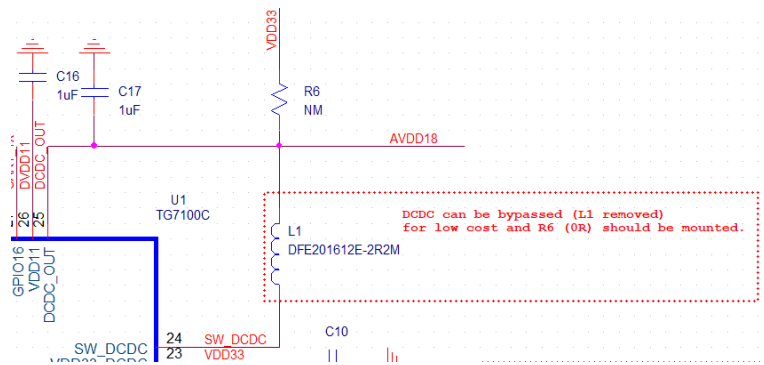 VDD33
C16
1uF
C17
1uF
R6
NM
AVDD18
DVDD11
DCDC_OUT
26
25
U1
TG7100C
DCDC can be bypassed (L1 removed)
for low cost and R6 (0R) should be mounted.
L1
DFE201612E-2R2M
GPIO16
VDD11
DCDC_OUT
24
SW_DCDC
SW_DCDC
23
VDD33
VDD33_DCDC
C10